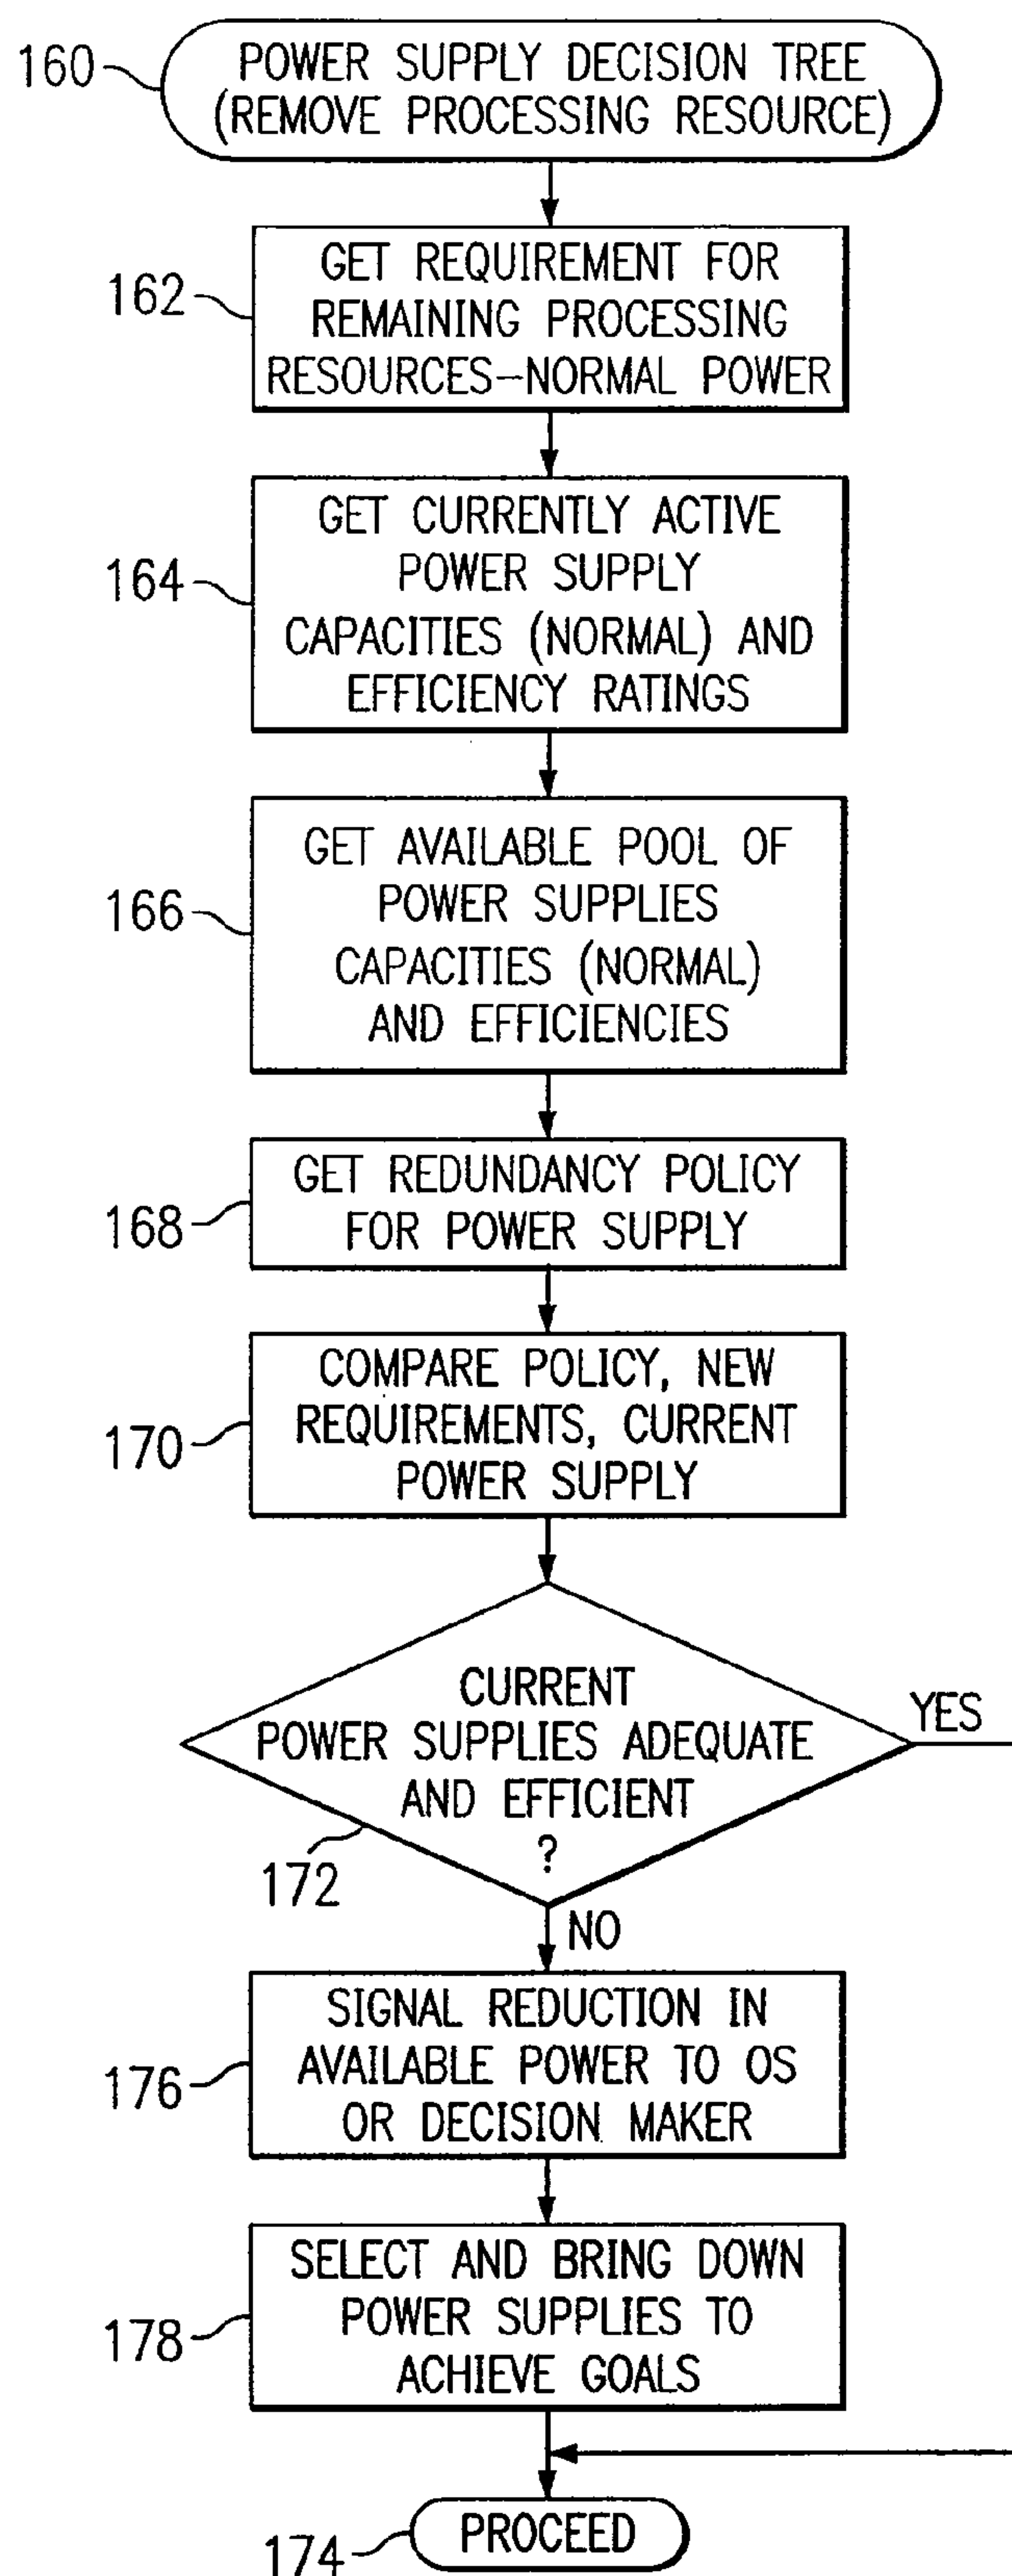 160
POWER SUPPLY DECISION TREE
(REMOVE PROCESSING RESOURCE)
162
GET REQUIREMENT FOR
REMAINING PROCESSING
RESOURCES–NORMAL POWER
164
GET CURRENTLY ACTIVE
POWER SUPPLY
CAPACITIES (NORMAL) AND
EFFICIENCY RATINGS
166
GET AVAILABLE POOL OF
POWER SUPPLIES
CAPACITIES (NORMAL)
AND EFFICIENCIES
168
GET REDUNDANCY POLICY
FOR POWER SUPPLY
170
COMPARE POLICY, NEW
REQUIREMENTS, CURRENT
POWER SUPPLY
172
CURRENT
POWER SUPPLIES ADEQUATE
AND EFFICIENT
?
YES
NO
176
SIGNAL REDUCTION IN
AVAILABLE POWER TO OS
OR DECISION MAKER
178
SELECT AND BRING DOWN
POWER SUPPLIES TO
ACHIEVE GOALS
174
PROCEED